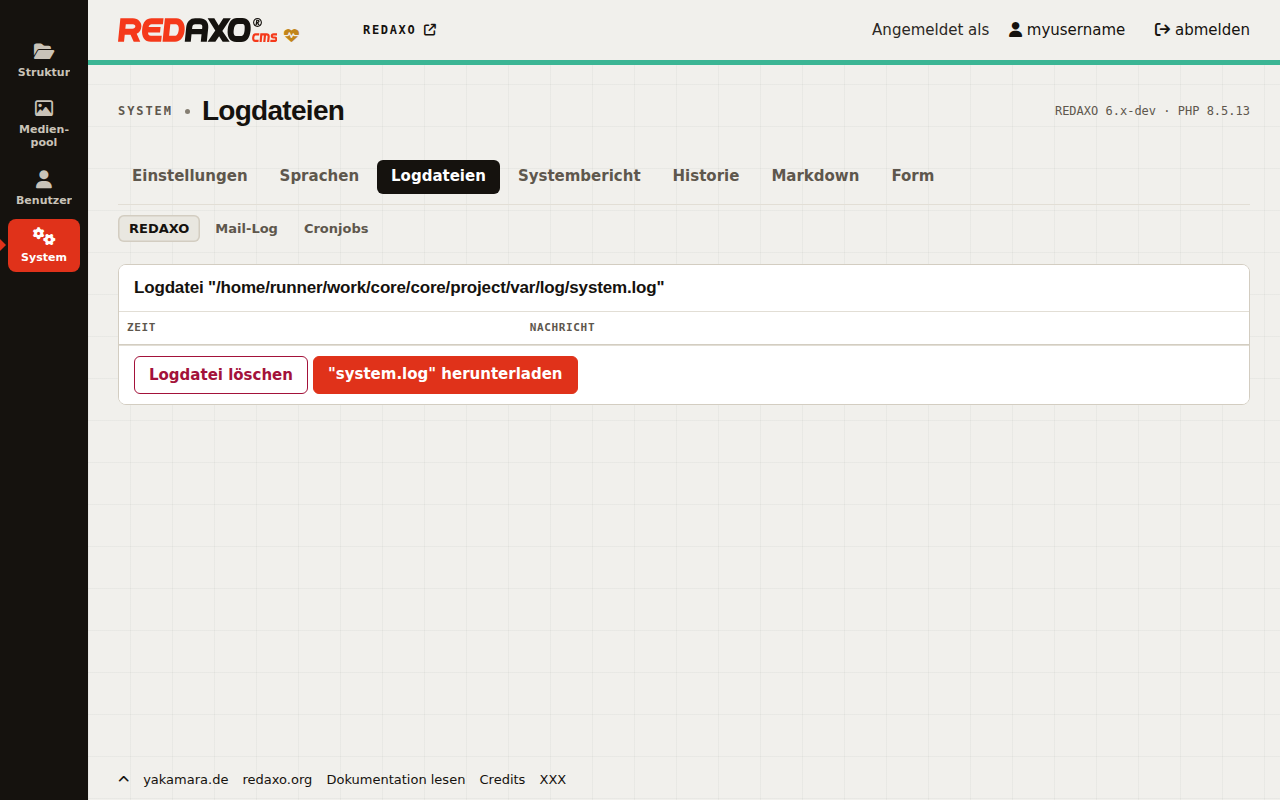 REDAXO® cms
REDAXO
Angemeldet als myusername abmelden
Struktur
Medien-
pool
Benutzer
System
SYSTEM • Logdateien
REDAXO 6.x-dev · PHP 8.5.13
Einstellungen Sprachen Logdateien Systembericht Historie Markdown Form
REDAXO Mail-Log Cronjobs
Logdatei "/home/runner/work/core/core/project/var/log/system.log"
ZEIT NACHRICHT
Logdatei löschen "system.log" herunterladen
yakamara.de redaxo.org Dokumentation lesen Credits XXX